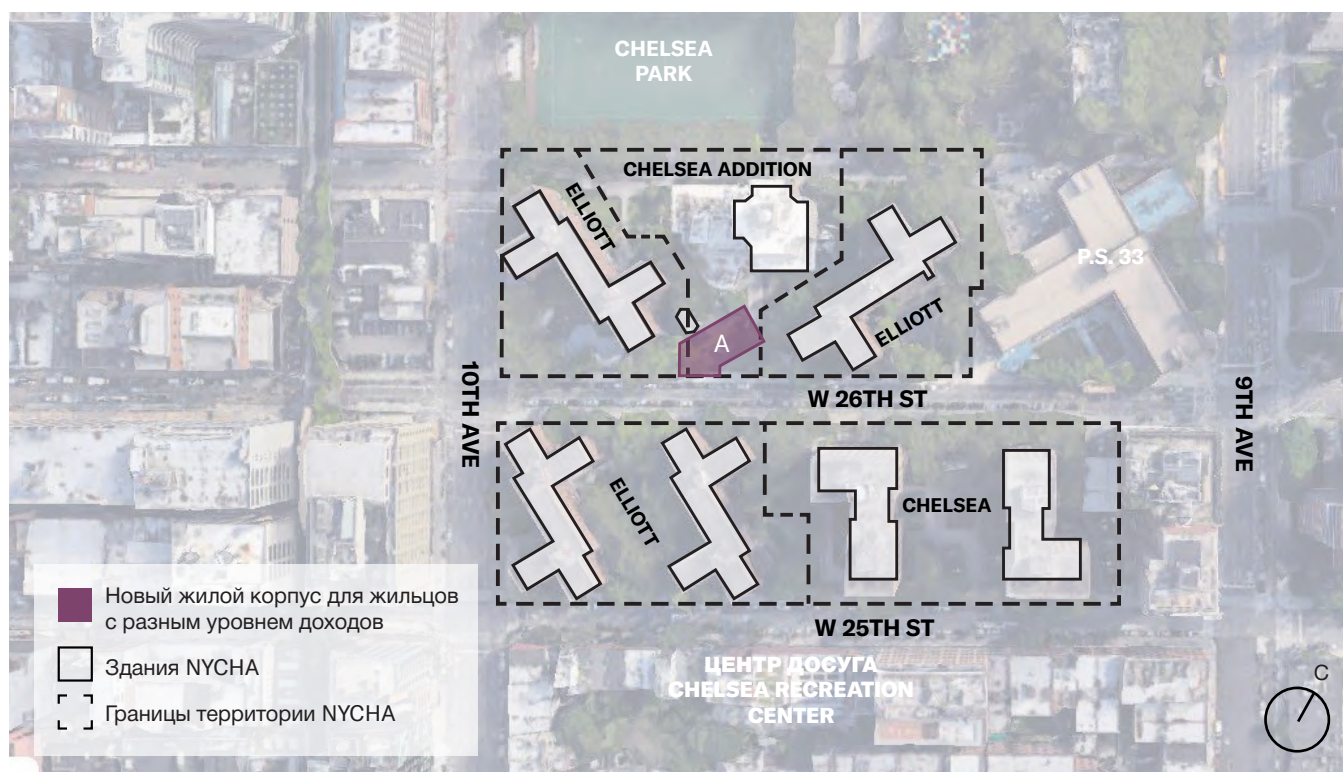 CHELSEA
PARK
CHELSEA ADDITION
ELLIOTT
P.S. 33
ELLIOTT
A
10TH AVE
W 26TH ST
9TH AVE
ELLIOTT
CHELSEA
W 25TH ST
ЦЕНТР ДОСУГА
CHELSEA RECREATION
CENTER
Новый жилой корпус для жильцов
с разным уровнем доходов
Здания NYCHA
Границы территории NYCHA
С